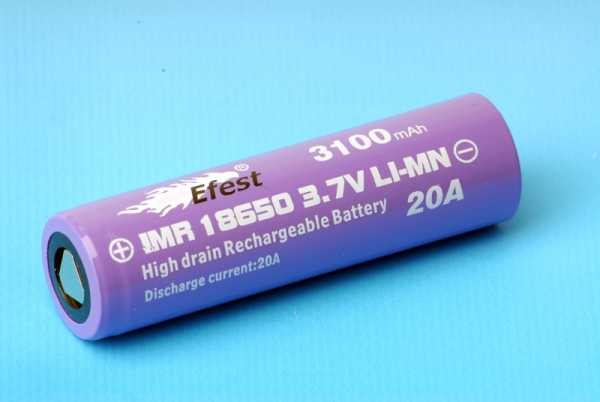 Efest®
3100mAh
⊕ IMR 18650 3.7V LI-MN ⊖
High drain Rechargeable Battery
20A
Discharge current:20A